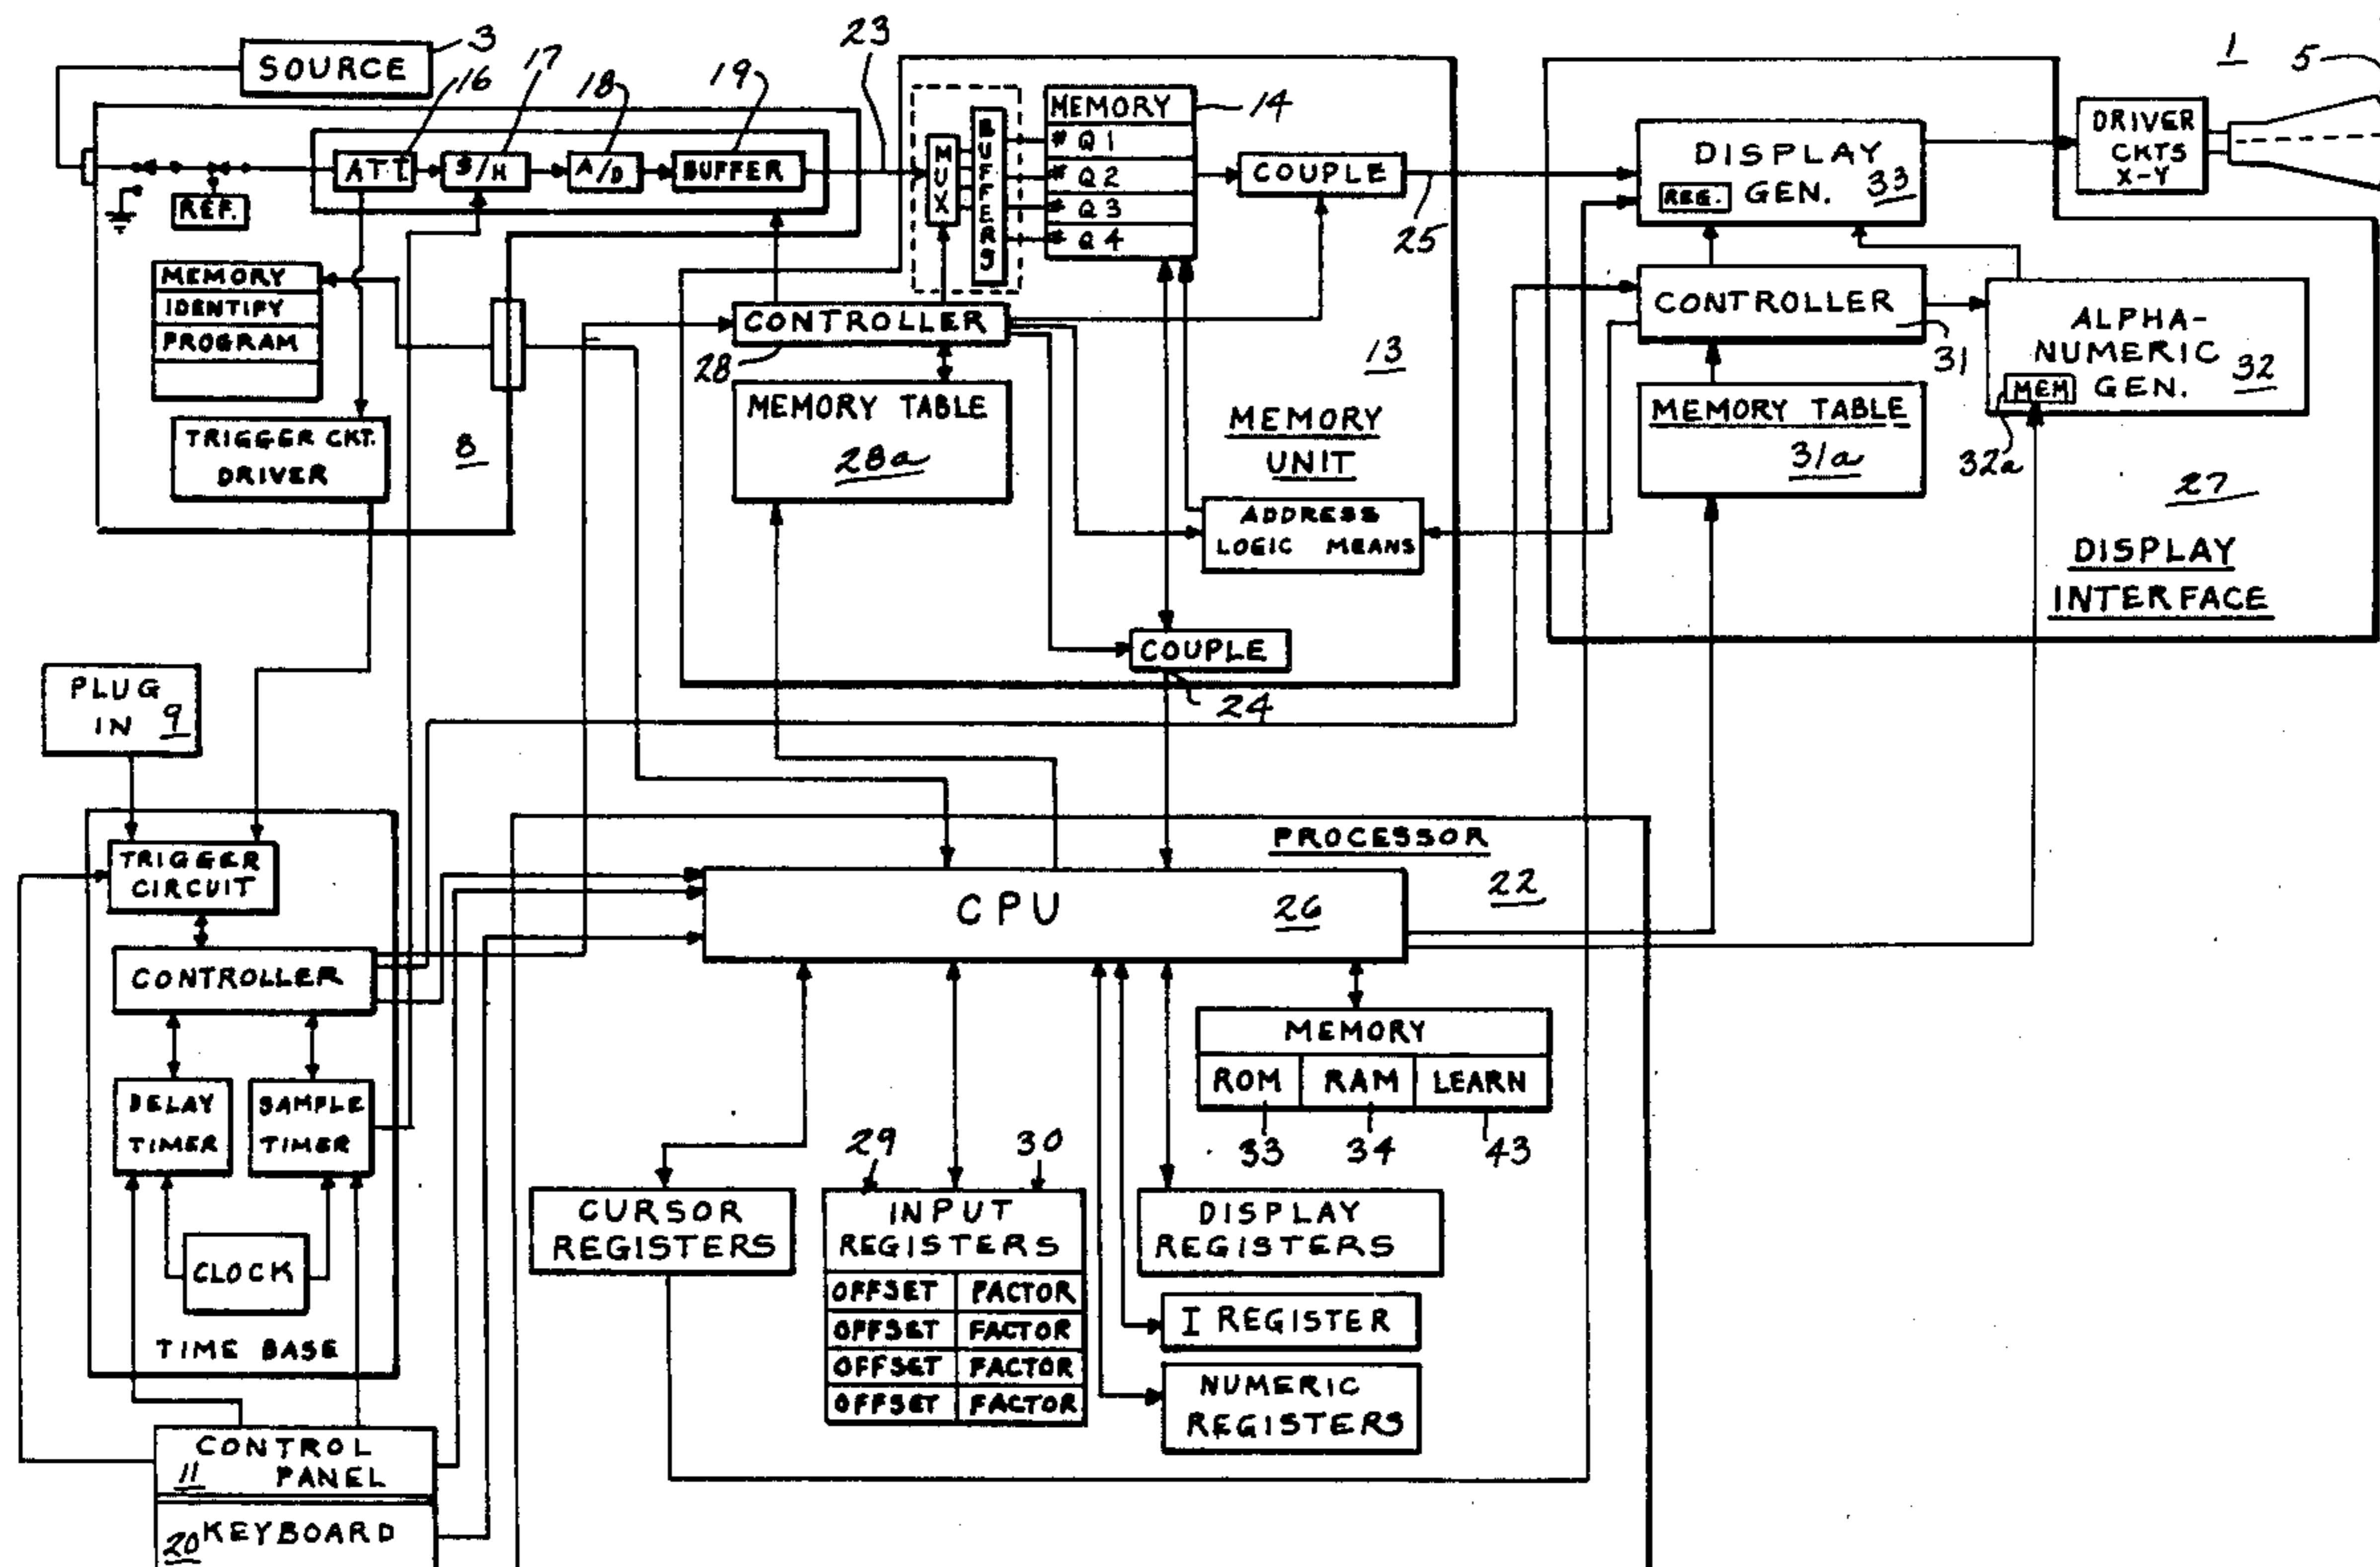 SOURCE
3
16
17
18
19
23
ATT.
S/H
A/D
BUFFER
REF.
MEMORY
IDENTIFY
PROGRAM
TRIGGER CKT.
DRIVER
8
MUX
BUFFERS
MEMORY
# Q1
# Q2
# Q3
# Q4
14
COUPLE
25
CONTROLLER
28
MEMORY TABLE
28a
13
MEMORY
UNIT
ADDRESS
LOGIC MEANS
COUPLE
24
1
5
DISPLAY
GEN. 33
REG.
DRIVER
CKTS
X-Y
CONTROLLER
31
ALPHA-
NUMERIC
GEN. 32
MEM
32a
MEMORY TABLE
31a
27
DISPLAY
INTERFACE
PLUG
IN 9
TRIGGER
CIRCUIT
CONTROLLER
DELAY
TIMER
SAMPLE
TIMER
CLOCK
TIME BASE
CONTROL
11 PANEL
20 KEYBOARD
PROCESSOR
22
CPU 26
MEMORY
ROM RAM LEARN
33 34 43
CURSOR
REGISTERS
29 30
INPUT
REGISTERS
OFFSET FACTOR
OFFSET FACTOR
OFFSET FACTOR
OFFSET FACTOR
DISPLAY
REGISTERS
I REGISTER
NUMERIC
REGISTERS